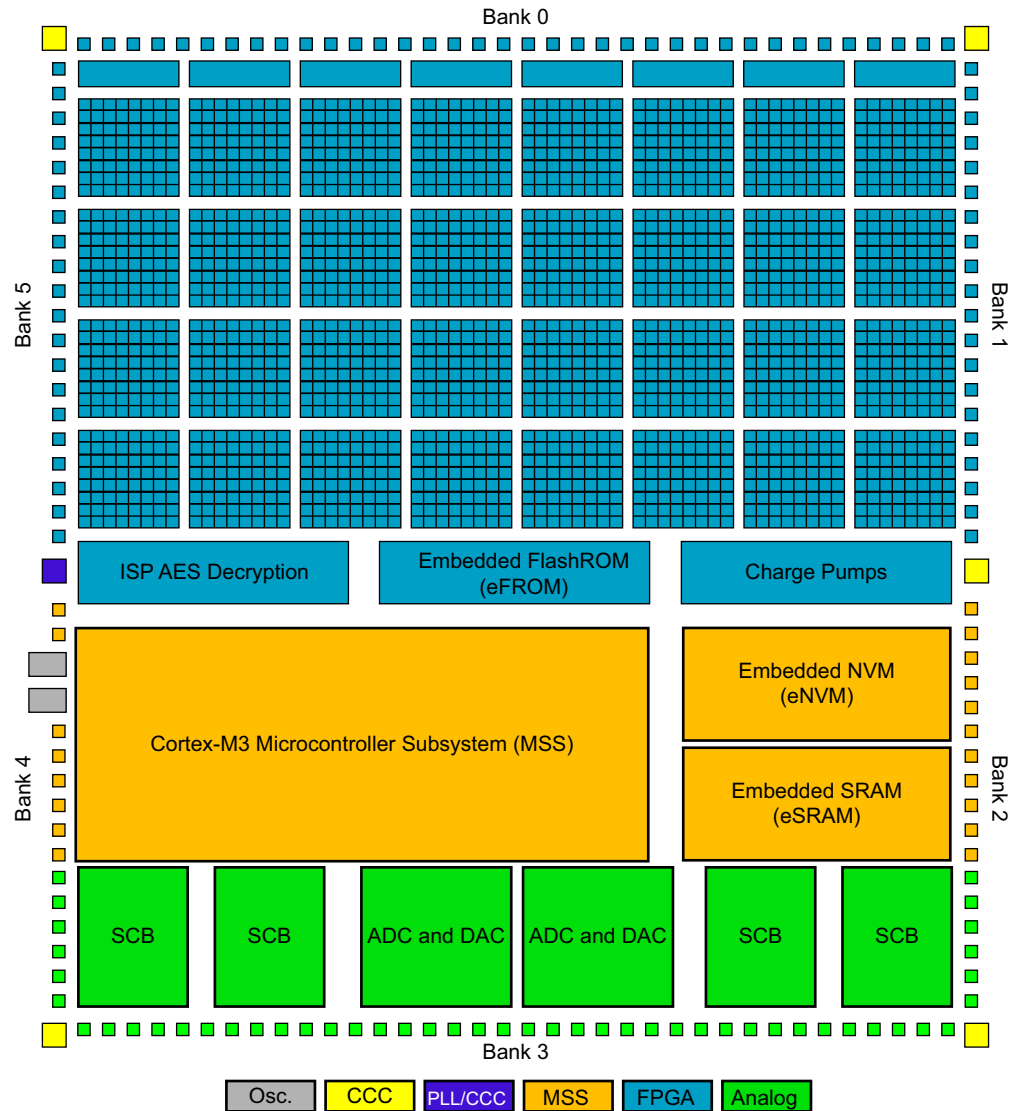 Bank 0
Bank 5
Bank 1
ISP AES Decryption
Embedded FlashROM
(eFROM)
Charge Pumps
Embedded NVM
(eNVM)
Cortex-M3 Microcontroller Subsystem (MSS)
Bank 4
Embedded SRAM
(eSRAM)
Bank 2
SCB
SCB
ADC and DAC
ADC and DAC
SCB
SCB
Bank 3
Osc.
CCC
PLL/CCC
MSS
FPGA
Analog